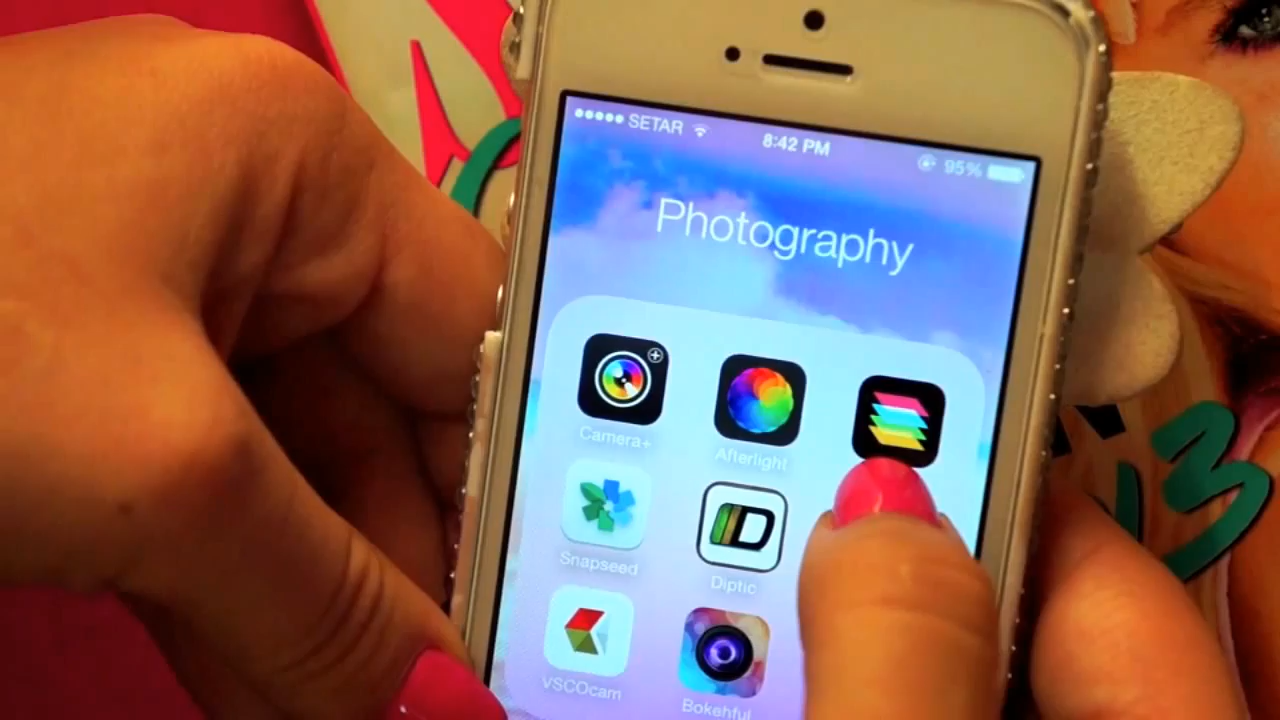 SETAR 8:42 PM 95%
Photography
Camera+ Afterlight
D
Snapseed Diptic
VSCOcam Bokehful